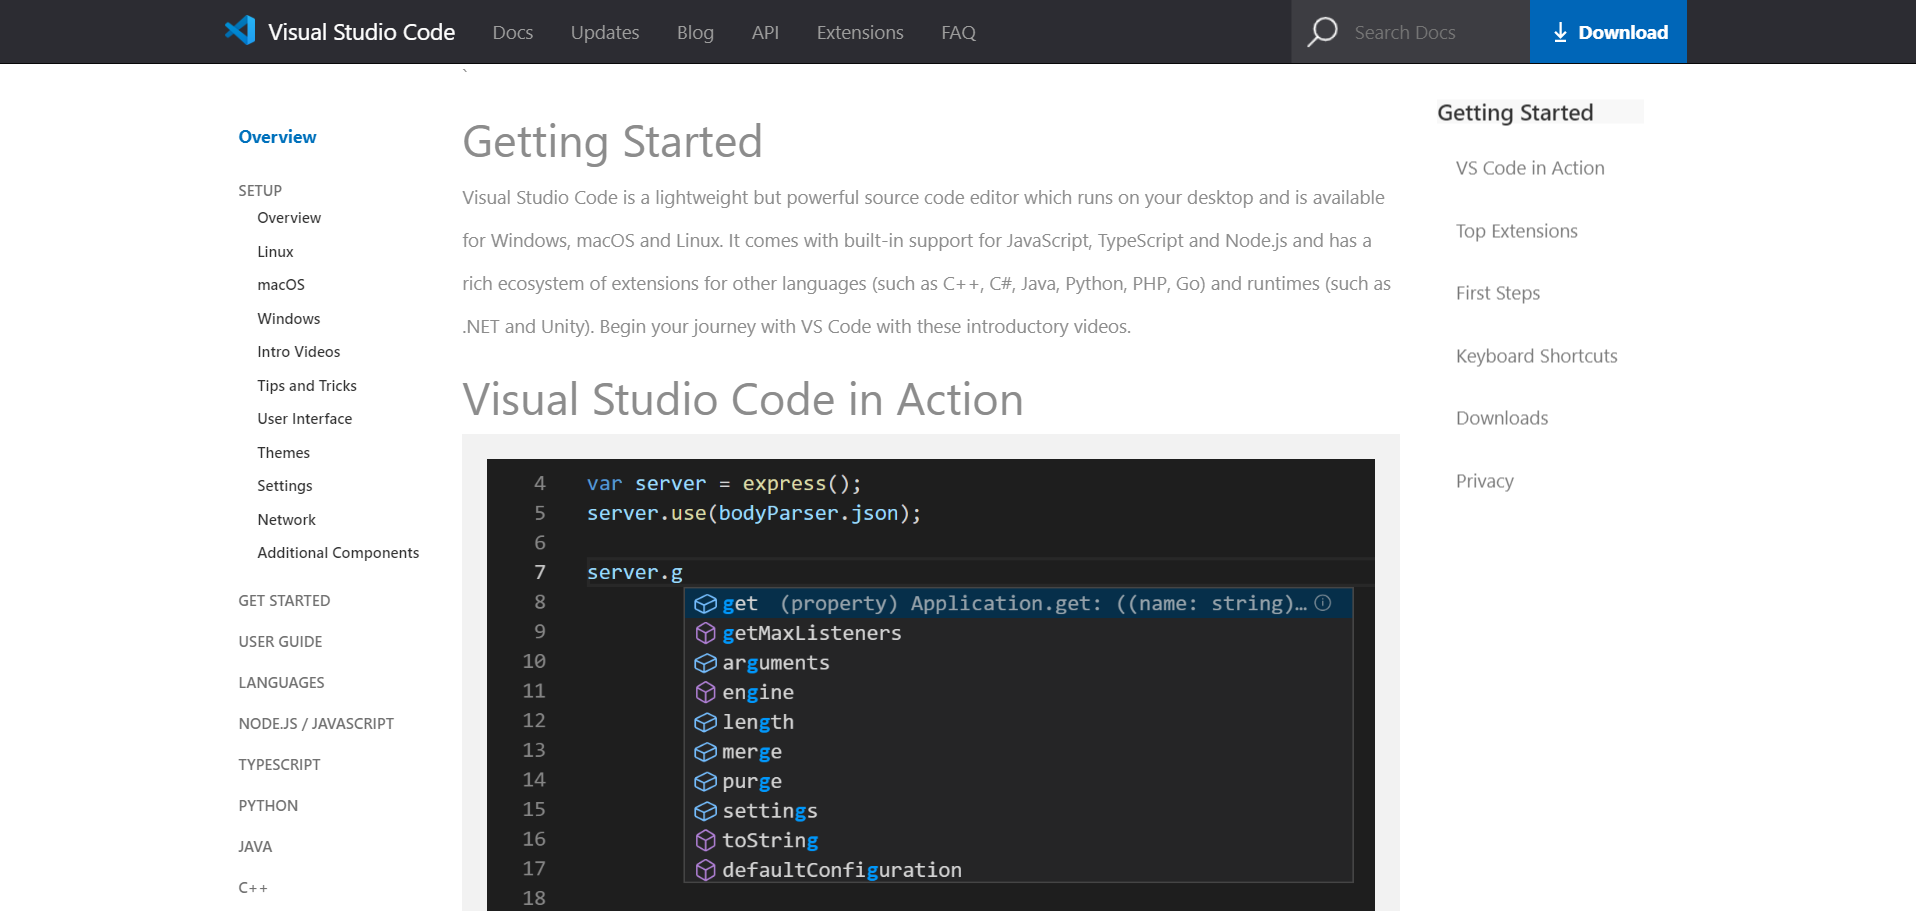 Visual Studio Code Docs Updates Blog API Extensions FAQ Search Docs Download
`
Overview
SETUP
Overview
Linux
macOS
Windows
Intro Videos
Tips and Tricks
User Interface
Themes
Settings
Network
Additional Components
GET STARTED
USER GUIDE
LANGUAGES
NODE.JS / JAVASCRIPT
TYPESCRIPT
PYTHON
JAVA
C++
Getting Started
Visual Studio Code is a lightweight but powerful source code editor which runs on your desktop and is available
for Windows, macOS and Linux. It comes with built-in support for JavaScript, TypeScript and Node.js and has a
rich ecosystem of extensions for other languages (such as C++, C#, Java, Python, PHP, Go) and runtimes (such as
.NET and Unity). Begin your journey with VS Code with these introductory videos.
Visual Studio Code in Action
4 var server = express();
5 server.use(bodyParser.json);
6
7 server.g
8 get (property) Application.get: ((name: string)…
9 getMaxListeners
10 arguments
11 engine
12 length
13 merge
14 purge
15 settings
16 toString
17 defaultConfiguration
18
Getting Started
VS Code in Action
Top Extensions
First Steps
Keyboard Shortcuts
Downloads
Privacy